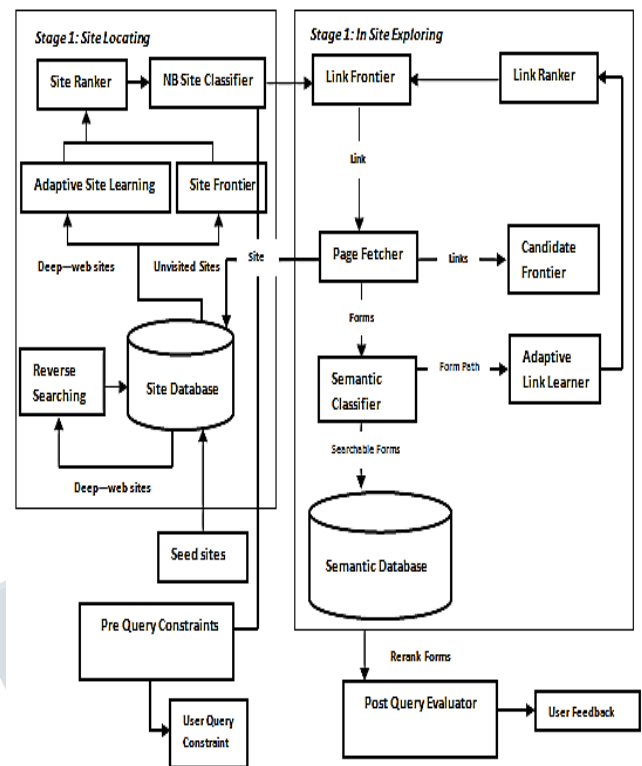 Stage 1: Site Locating
Site Ranker
NB Site Classifier
Adaptive Site Learning
Site Frontier
Deep—web sites
Unvisited Sites
Reverse
Searching
Site Database
Deep—web sites
Seed sites
Pre Query Constraints
User Query
Constraint
Stage 1: In Site Exploring
Link Frontier
Link Ranker
Link
Site
Page Fetcher
Links
Candidate
Frontier
Forms
Semantic
Classifier
Form Path
Adaptive
Link Learner
Searchable Forms
Semantic Database
Rerank Forms
Post Query Evaluator
User Feedback